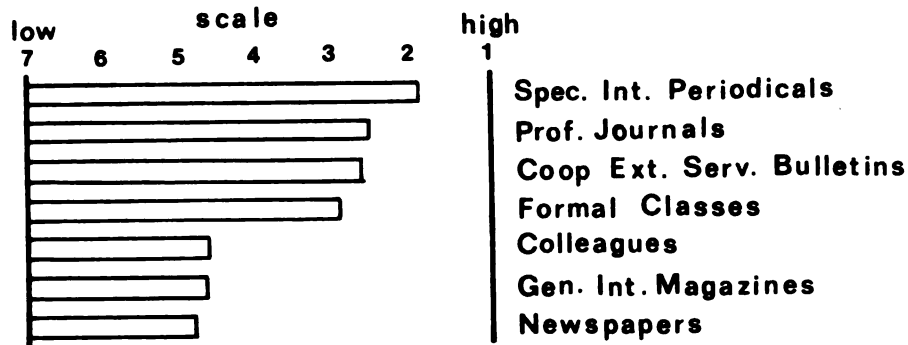 scale
low high
7 6 5 4 3 2 1
Spec. Int. Periodicals
Prof. Journals
Coop Ext. Serv. Bulletins
Formal Classes
Colleagues
Gen. Int. Magazines
Newspapers